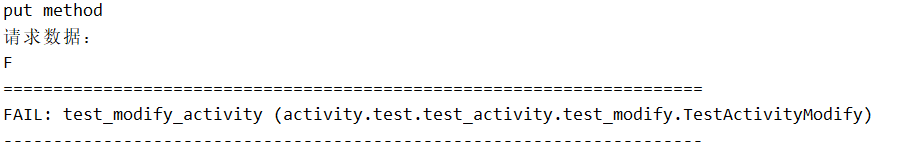 put method
请求数据：
F
======================================================================
FAIL: test_modify_activity (activity.test.test_activity.test_modify.TestActivityModify)
----------------------------------------------------------------------